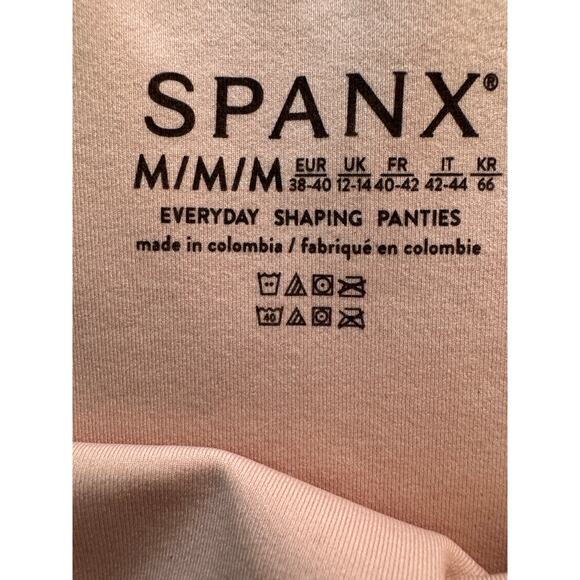 SPANX®
M/M/M EUR 38-40 UK 12-14 FR 40-42 IT 42-44 KR 66
EVERYDAY SHAPING PANTIES
made in colombia / fabriqué en colombie
40